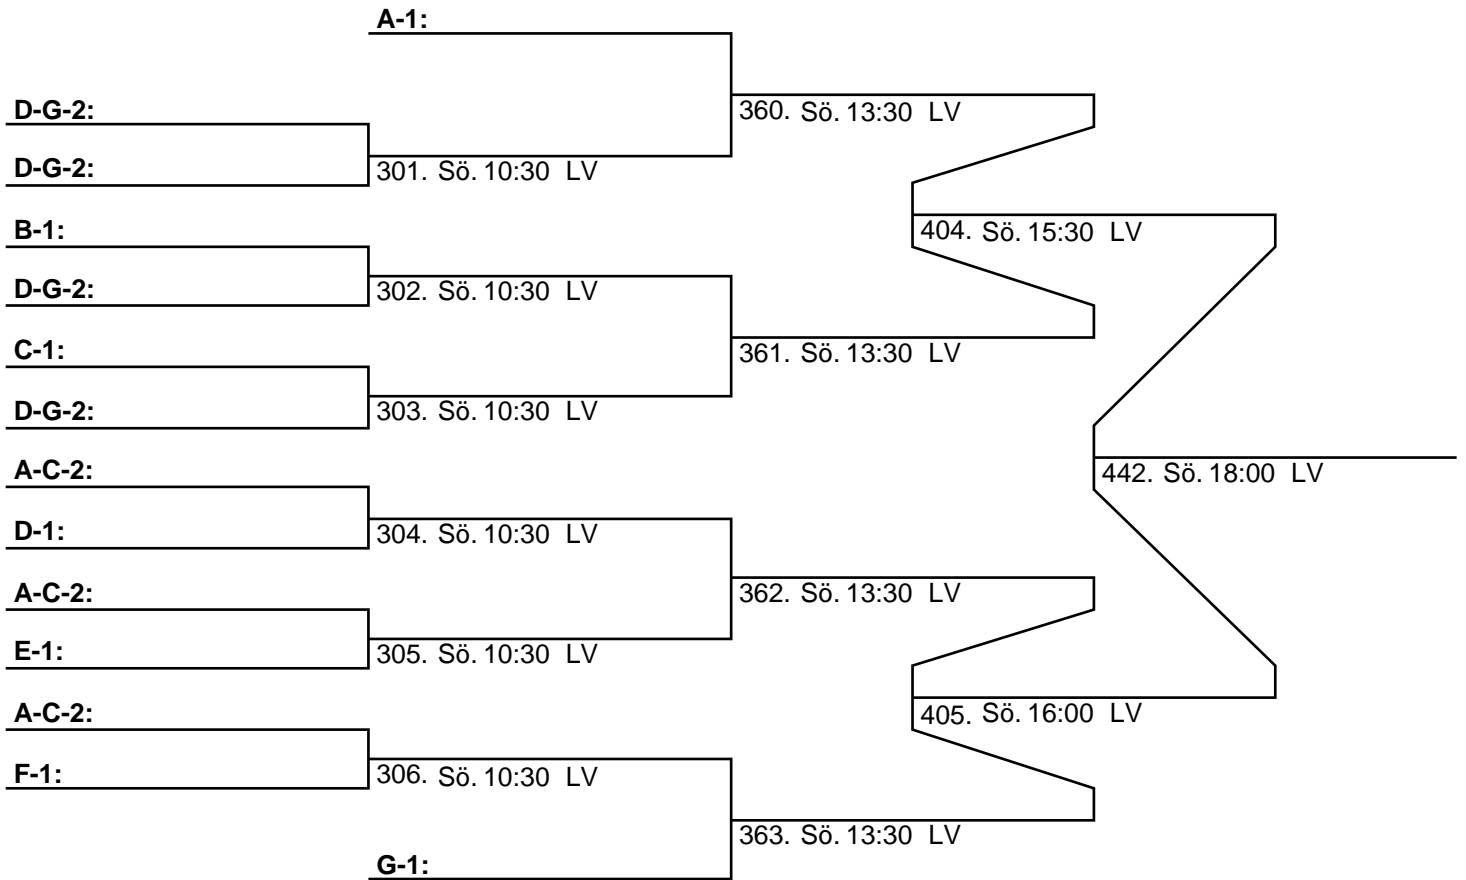 A-1:
D-G-2:
360. Sö. 13:30 LV
D-G-2:
301. Sö. 10:30 LV
B-1:
404. Sö. 15:30 LV
D-G-2:
302. Sö. 10:30 LV
C-1:
361. Sö. 13:30 LV
D-G-2:
303. Sö. 10:30 LV
A-C-2:
442. Sö. 18:00 LV
D-1:
304. Sö. 10:30 LV
A-C-2:
362. Sö. 13:30 LV
E-1:
305. Sö. 10:30 LV
A-C-2:
405. Sö. 16:00 LV
F-1:
306. Sö. 10:30 LV
363. Sö. 13:30 LV
G-1: